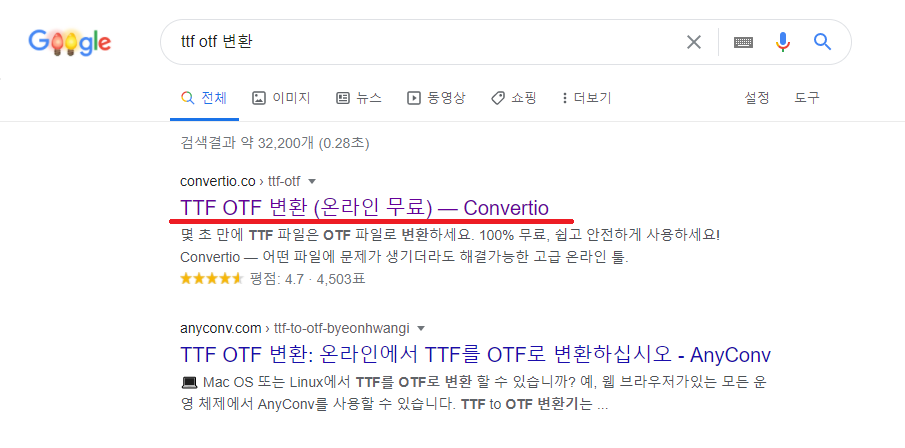 Google
ttf otf 변환
전체 이미지 뉴스 동영상 쇼핑 더보기 설정 도구
검색결과 약 32,200개 (0.28초)
convertio.co › ttf-otf
TTF OTF 변환 (온라인 무료) — Convertio
몇 초 만에 TTF 파일은 OTF 파일로 변환하세요. 100% 무료, 쉽고 안전하게 사용하세요!
Convertio — 어떤 파일에 문제가 생기더라도 해결가능한 고급 온라인 툴.
평점: 4.7 · 4,503표
anyconv.com › ttf-to-otf-byeonhwangi
TTF OTF 변환: 온라인에서 TTF를 OTF로 변환하십시오 - AnyConv
Mac OS 또는 Linux에서 TTF를 OTF로 변환 할 수 있습니까? 예, 웹 브라우저가있는 모든 운
영 체제에서 AnyConv를 사용할 수 있습니다. TTF to OTF 변환기는 ...